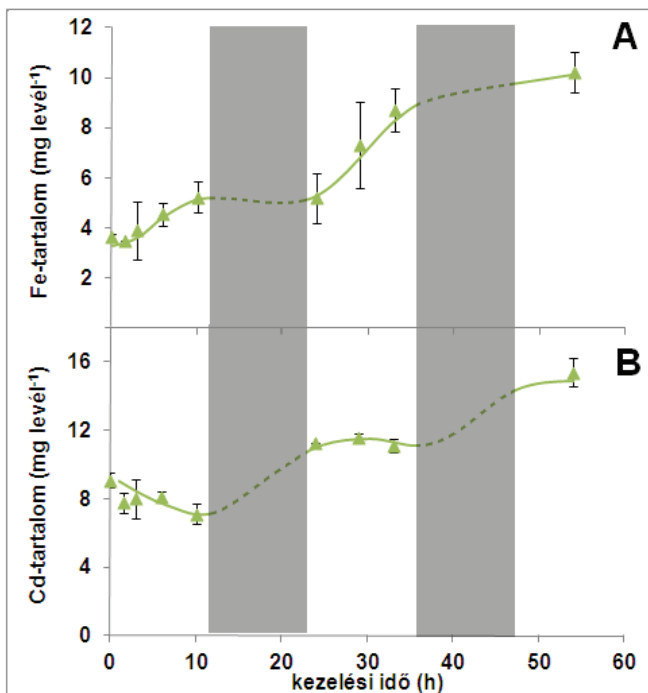 A
Fe-tartalom (mg levél⁻¹)
12
10
8
6
4
2
B
Cd-tartalom (mg levél⁻¹)
16
12
8
4
0
0 10 20 30 40 50 60
kezelési idő (h)